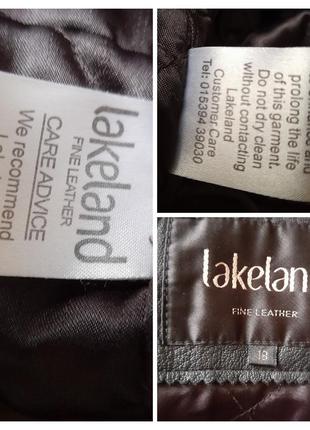 lakeland
FINE LEATHER
CARE ADVICE
We recommend
prolong the life
of this garment.
Do not dry clean
without contacting
Lakeland
Customer Care
Tel: 015394 39030
lakelan
FINE LEATHER
18